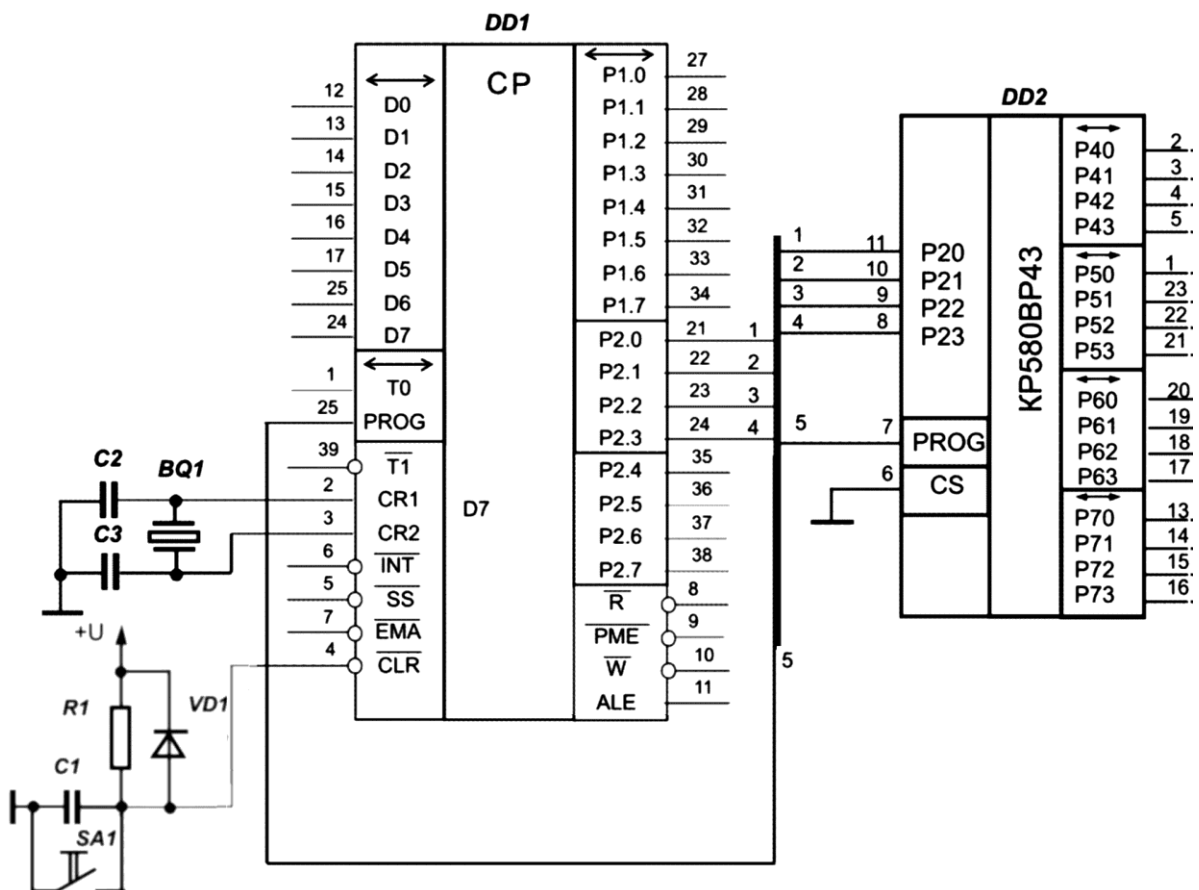 DD1
CP
12 D0
13 D1
14 D2
15 D3
16 D4
17 D5
25 D6
24 D7
1 T0
25 PROG
39 T1
2 CR1
3 CR2
6 INT
5 SS
7 EMA
4 CLR
D7
P1.0 27
P1.1 28
P1.2 29
P1.3 30
P1.4 31
P1.5 32
P1.6 33
P1.7 34
P2.0 21 1
P2.1 22 2
P2.2 23 3
P2.3 24 4
P2.4 35
P2.5 36
P2.6 37
P2.7 38
R 8
PME 9
W 10
ALE 11
5
C2
BQ1
C3
+U
R1
VD1
C1
SA1
DD2
КР580ВР43
1 11 P20
2 10 P21
3 9 P22
4 8 P23
5 7 PROG
6 CS
P40 2
P41 3
P42 4
P43 5
P50 1
P51 23
P52 22
P53 21
P60 20
P61 19
P62 18
P63 17
P70 13
P71 14
P72 15
P73 16